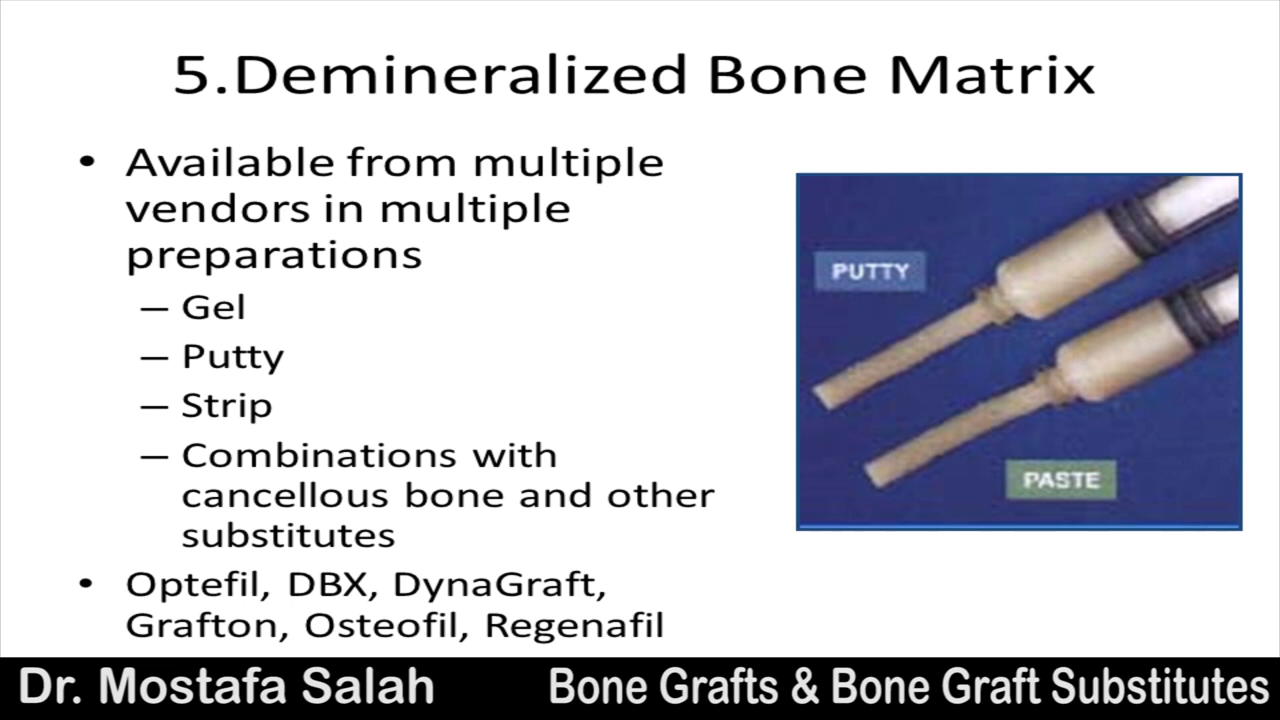 5.Demineralized Bone Matrix
• Available from multiple
vendors in multiple
preparations
– Gel
– Putty
– Strip
– Combinations with
cancellous bone and other
substitutes
• Optefil, DBX, DynaGraft,
Grafton, Osteofil, Regenafil
PUTTY
PASTE
Dr. Mostafa Salah
Bone Grafts & Bone Graft Substitutes